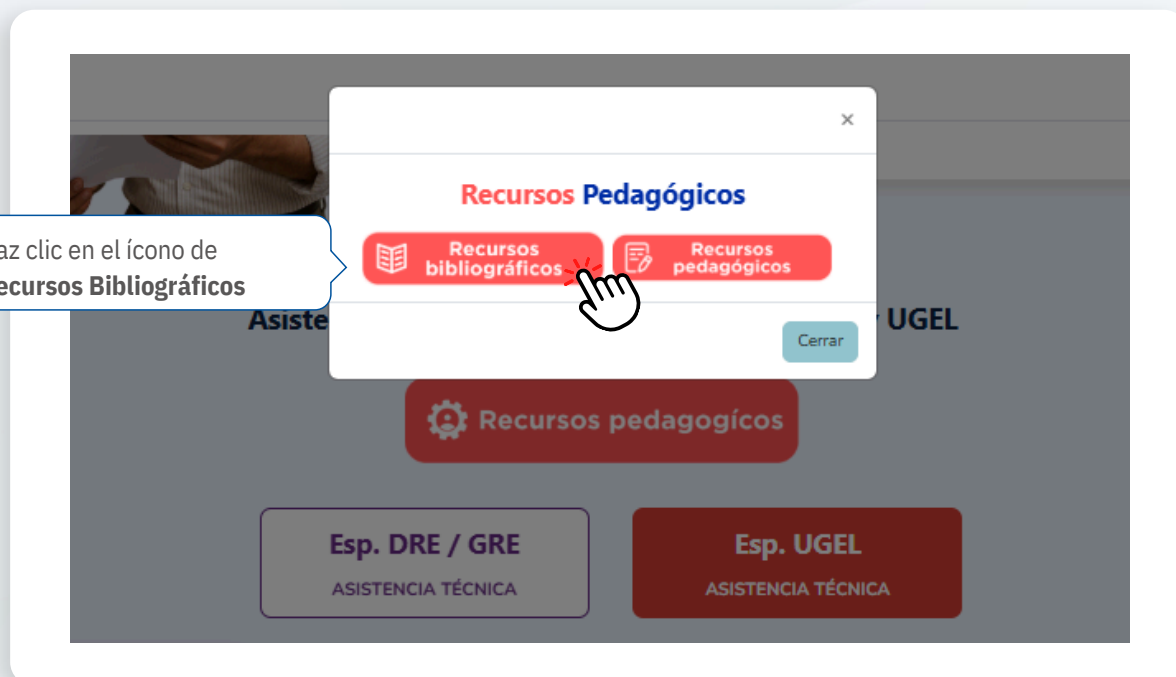 ×
Recursos Pedagógicos
az clic en el ícono de
ecursos Bibliográficos
Recursos
bibliográficos
Recursos
pedagógicos
Asiste
UGEL
Cerrar
Recursos pedagogícos
Esp. DRE / GRE
ASISTENCIA TÉCNICA
Esp. UGEL
ASISTENCIA TÉCNICA